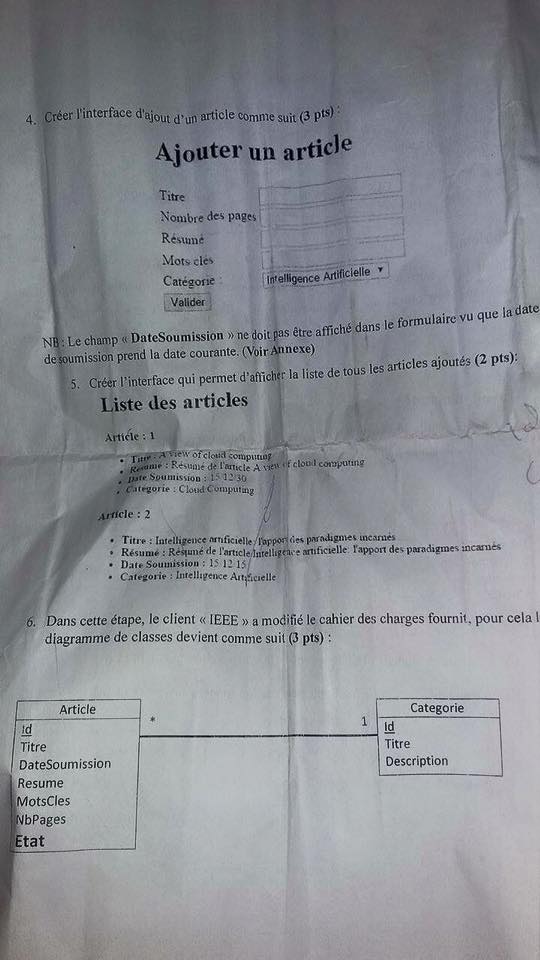 4. Créer l'interface d'ajout d'un article comme suit (3 pts) :
Ajouter un article
Titre
Nombre des pages
Résumé
Mots clés
Catégorie : Intelligence Artificielle
Valider
NB : Le champ « DateSoumission » ne doit pas être affiché dans le formulaire vu que la date
de soumission prend la date courante. (Voir Annexe)
5. Créer l'interface qui permet d'afficher la liste de tous les articles ajoutés (2 pts):
Liste des articles
Article : 1
• Titre : A view of cloud computing
• Resume : Résumé de l'article A view of cloud computing
• Date Soumission : 15/12/30
• Categorie : Cloud Computing
Article : 2
• Titre : Intelligence artificielle l'apport des paradigmes incarnés
• Résumé : Résumé de l'article Intelligence artificielle: l'apport des paradigmes incarnés
• Date Soumission : 15/12/15
• Categorie : Intelligence Artificielle
6. Dans cette étape, le client « IEEE » a modifié le cahier des charges fournit, pour cela l
diagramme de classes devient comme suit (3 pts) :
Article
Id
Titre
DateSoumission
Resume
MotsCles
NbPages
Etat
* 1
Categorie
Id
Titre
Description